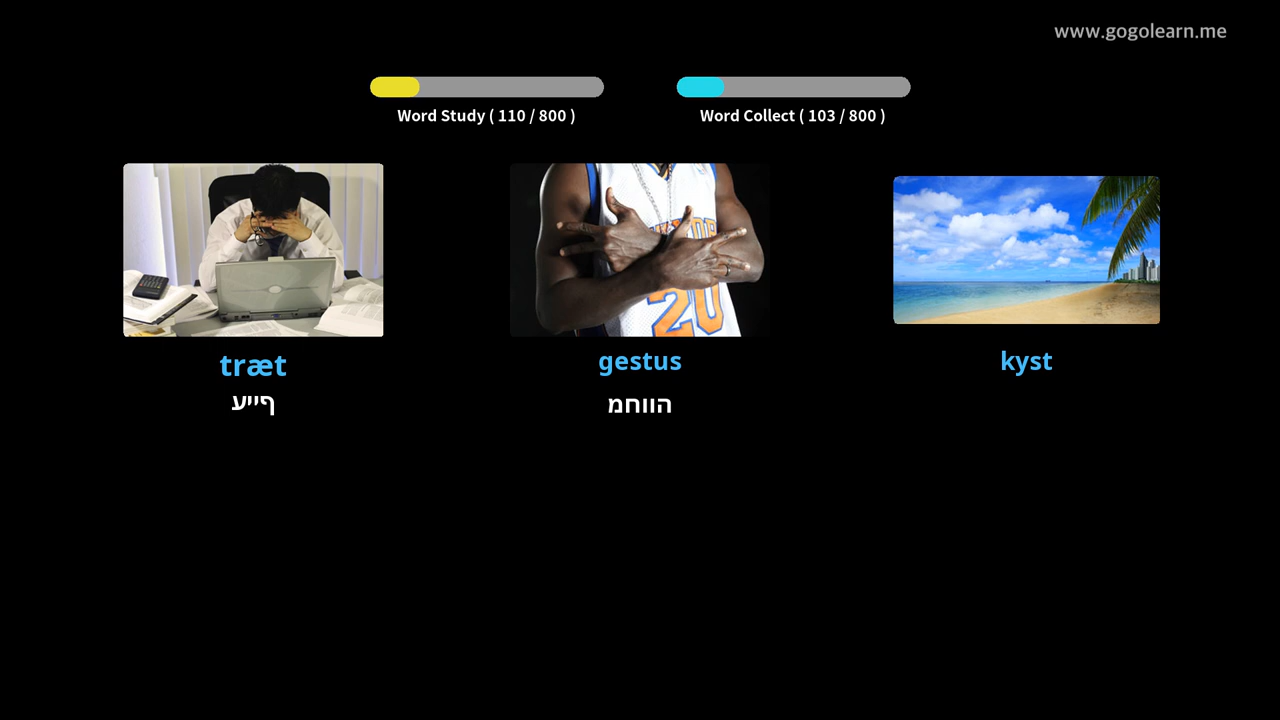 www.gogolearn.me
Word Study ( 110 / 800 )
Word Collect ( 103 / 800 )
træt
gestus
kyst
ףייע
הווחמ